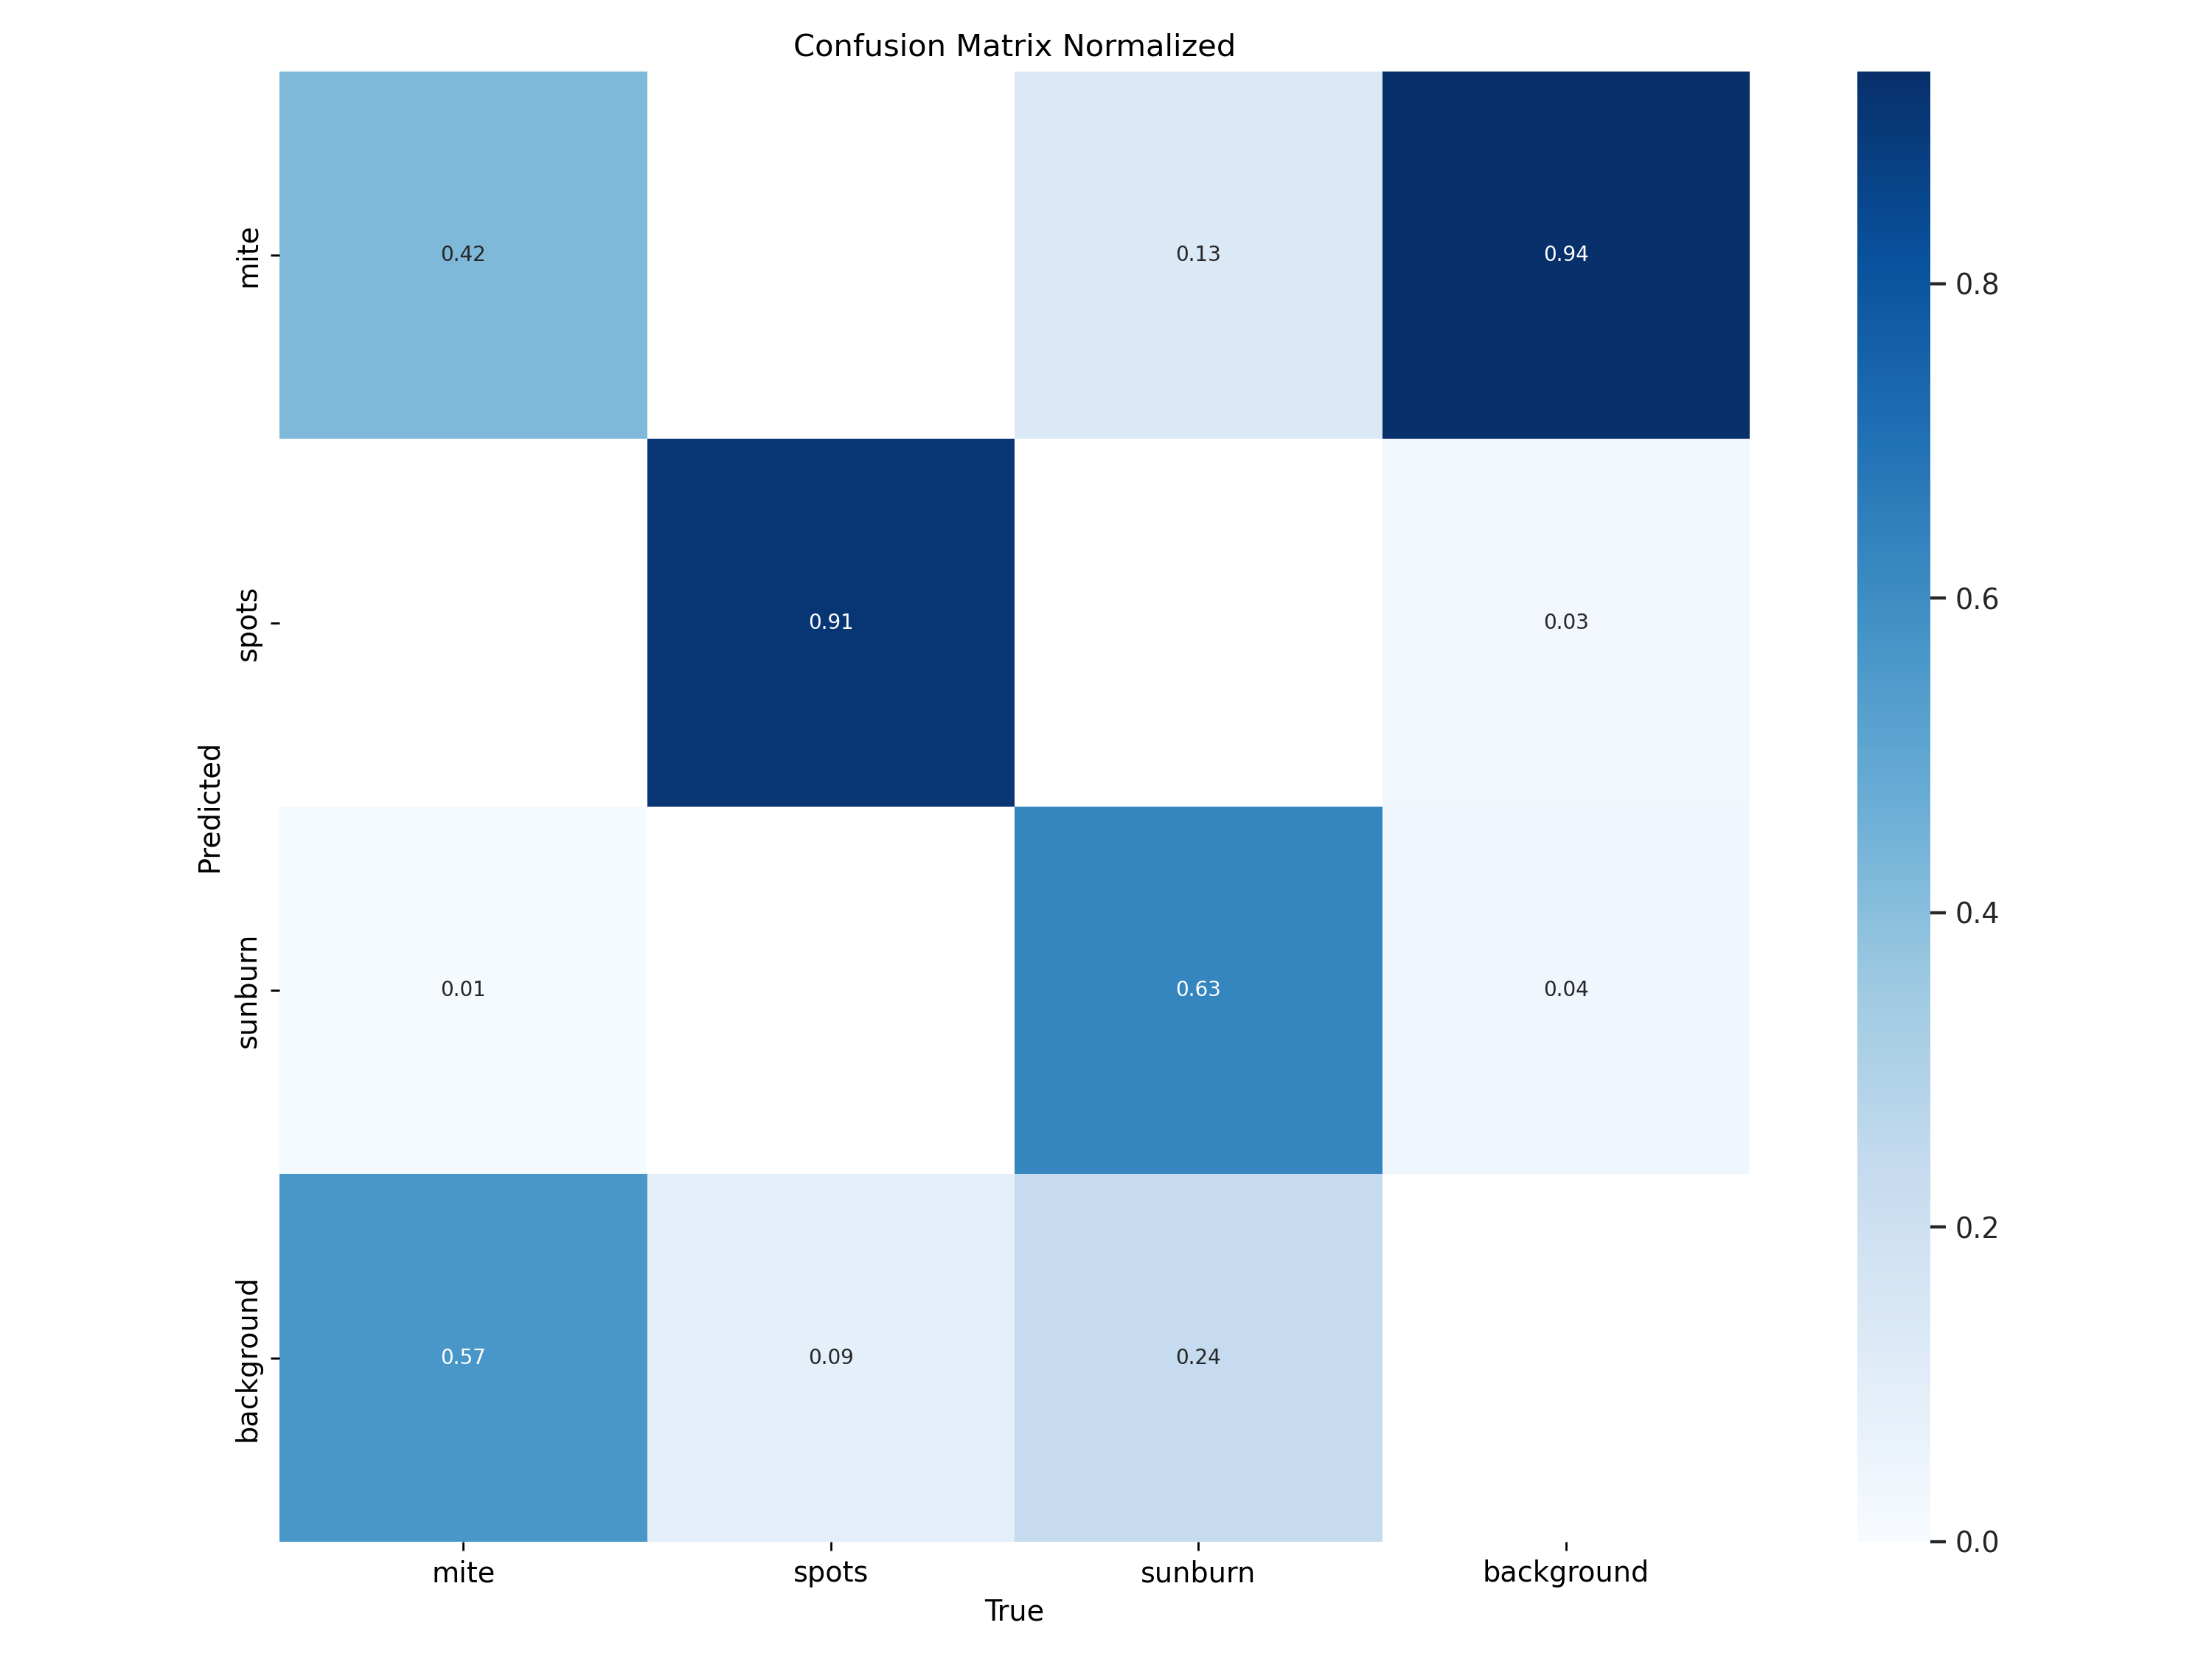 Confusion Matrix Normalized
mite
0.42
0.13
0.94
spots
0.91
0.03
sunburn
0.01
0.63
0.04
background
0.57
0.09
0.24
Predicted
mite
spots
sunburn
background
True
0.8
0.6
0.4
0.2
0.0